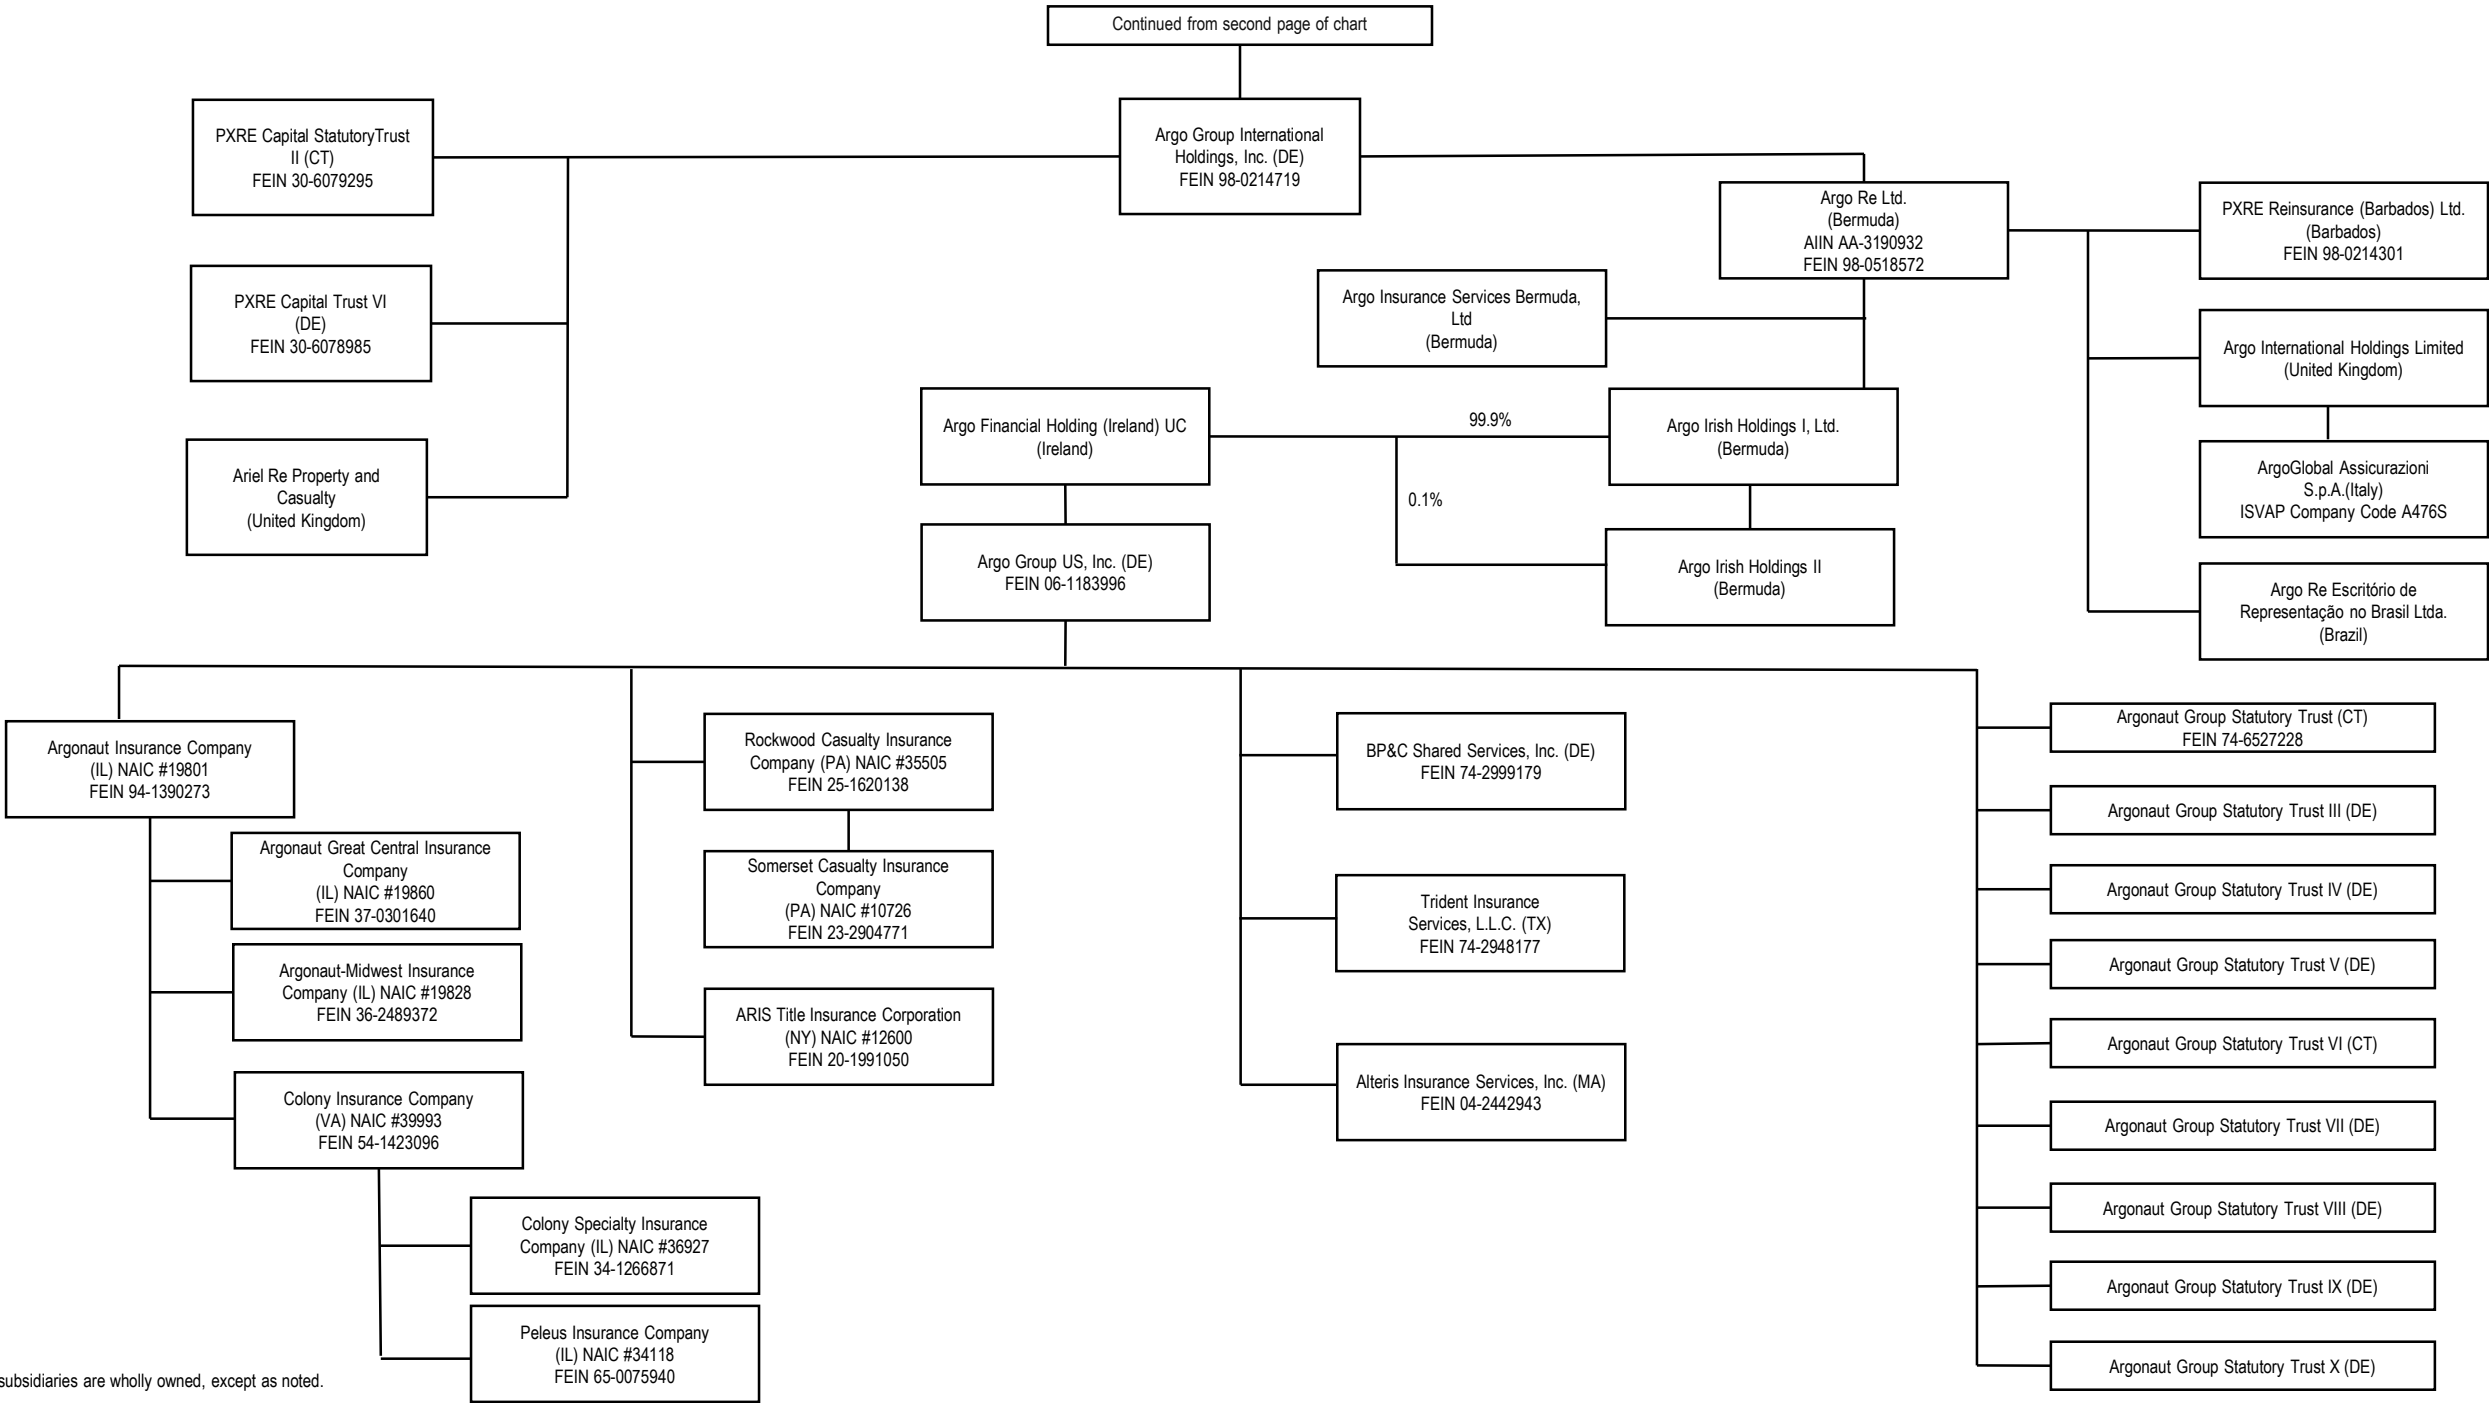 Continued from second page of chart
PXRE Capital StatutoryTrust
II (CT)
FEIN 30-6079295
Argo Group International
Holdings, Inc. (DE)
FEIN 98-0214719
Argo Re Ltd.
(Bermuda)
AIIN AA-3190932
FEIN 98-0518572
PXRE Reinsurance (Barbados) Ltd.
(Barbados)
FEIN 98-0214301
PXRE Capital Trust VI
(DE)
FEIN 30-6078985
Argo Insurance Services Bermuda,
Ltd
(Bermuda)
Argo International Holdings Limited
(United Kingdom)
Argo Financial Holding (Ireland) UC
(Ireland)
99.9%
Argo Irish Holdings I, Ltd.
(Bermuda)
Ariel Re Property and
Casualty
(United Kingdom)
0.1%
ArgoGlobal Assicurazioni
S.p.A.(Italy)
ISVAP Company Code A476S
Argo Group US, Inc. (DE)
FEIN 06-1183996
Argo Irish Holdings II
(Bermuda)
Argo Re Escritório de
Representação no Brasil Ltda.
(Brazil)
Argonaut Insurance Company
(IL) NAIC #19801
FEIN 94-1390273
Argonaut Great Central Insurance
Company
(IL) NAIC #19860
FEIN 37-0301640
Argonaut-Midwest Insurance
Company (IL) NAIC #19828
FEIN 36-2489372
Colony Insurance Company
(VA) NAIC #39993
FEIN 54-1423096
Colony Specialty Insurance
Company (IL) NAIC #36927
FEIN 34-1266871
Peleus Insurance Company
(IL) NAIC #34118
FEIN 65-0075940
Rockwood Casualty Insurance
Company (PA) NAIC #35505
FEIN 25-1620138
Somerset Casualty Insurance
Company
(PA) NAIC #10726
FEIN 23-2904771
ARIS Title Insurance Corporation
(NY) NAIC #12600
FEIN 20-1991050
BP&C Shared Services, Inc. (DE)
FEIN 74-2999179
Trident Insurance
Services, L.L.C. (TX)
FEIN 74-2948177
Alteris Insurance Services, Inc. (MA)
FEIN 04-2442943
Argonaut Group Statutory Trust (CT)
FEIN 74-6527228
Argonaut Group Statutory Trust III (DE)
Argonaut Group Statutory Trust IV (DE)
Argonaut Group Statutory Trust V (DE)
Argonaut Group Statutory Trust VI (CT)
Argonaut Group Statutory Trust VII (DE)
Argonaut Group Statutory Trust VIII (DE)
Argonaut Group Statutory Trust IX (DE)
Argonaut Group Statutory Trust X (DE)
subsidiaries are wholly owned, except as noted.